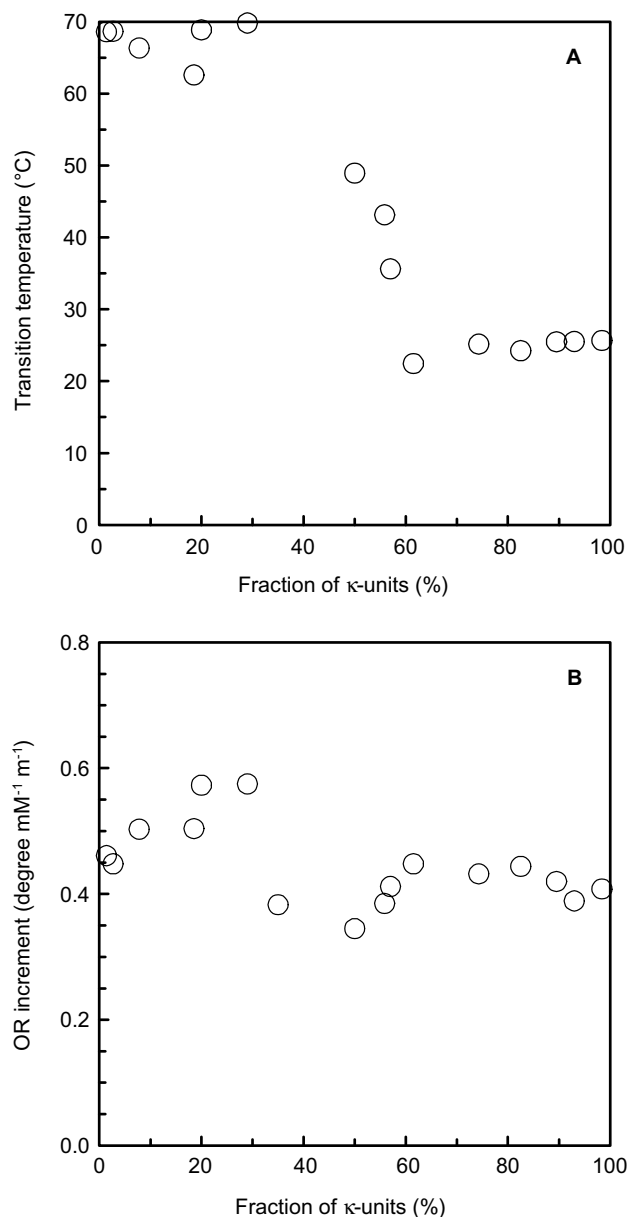 A
Transition temperature (°C)
70
60
50
40
30
20
10
0
0 20 40 60 80 100
Fraction of κ-units (%)
B
OR increment (degree mM⁻¹ m⁻¹)
0.8
0.6
0.4
0.2
0.0
0 20 40 60 80 100
Fraction of κ-units (%)